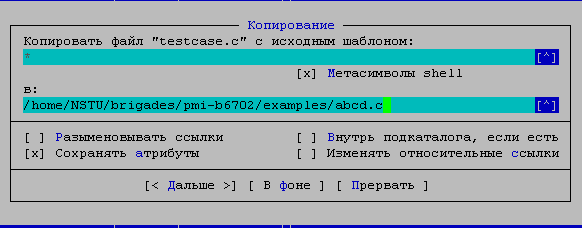 Копирование
Копировать файл "testcase.c" с исходным шаблоном:
* [^]
[x] Метасимволы shell
в:
/home/NSTU/brigades/pmi-b6702/examples/abcd.c [^]
[ ] Разыменовывать ссылки [ ] Внутрь подкаталога, если есть
[x] Сохранять атрибуты [ ] Изменять относительные ссылки
[< Дальше >] [ В фоне ] [ Прервать ]